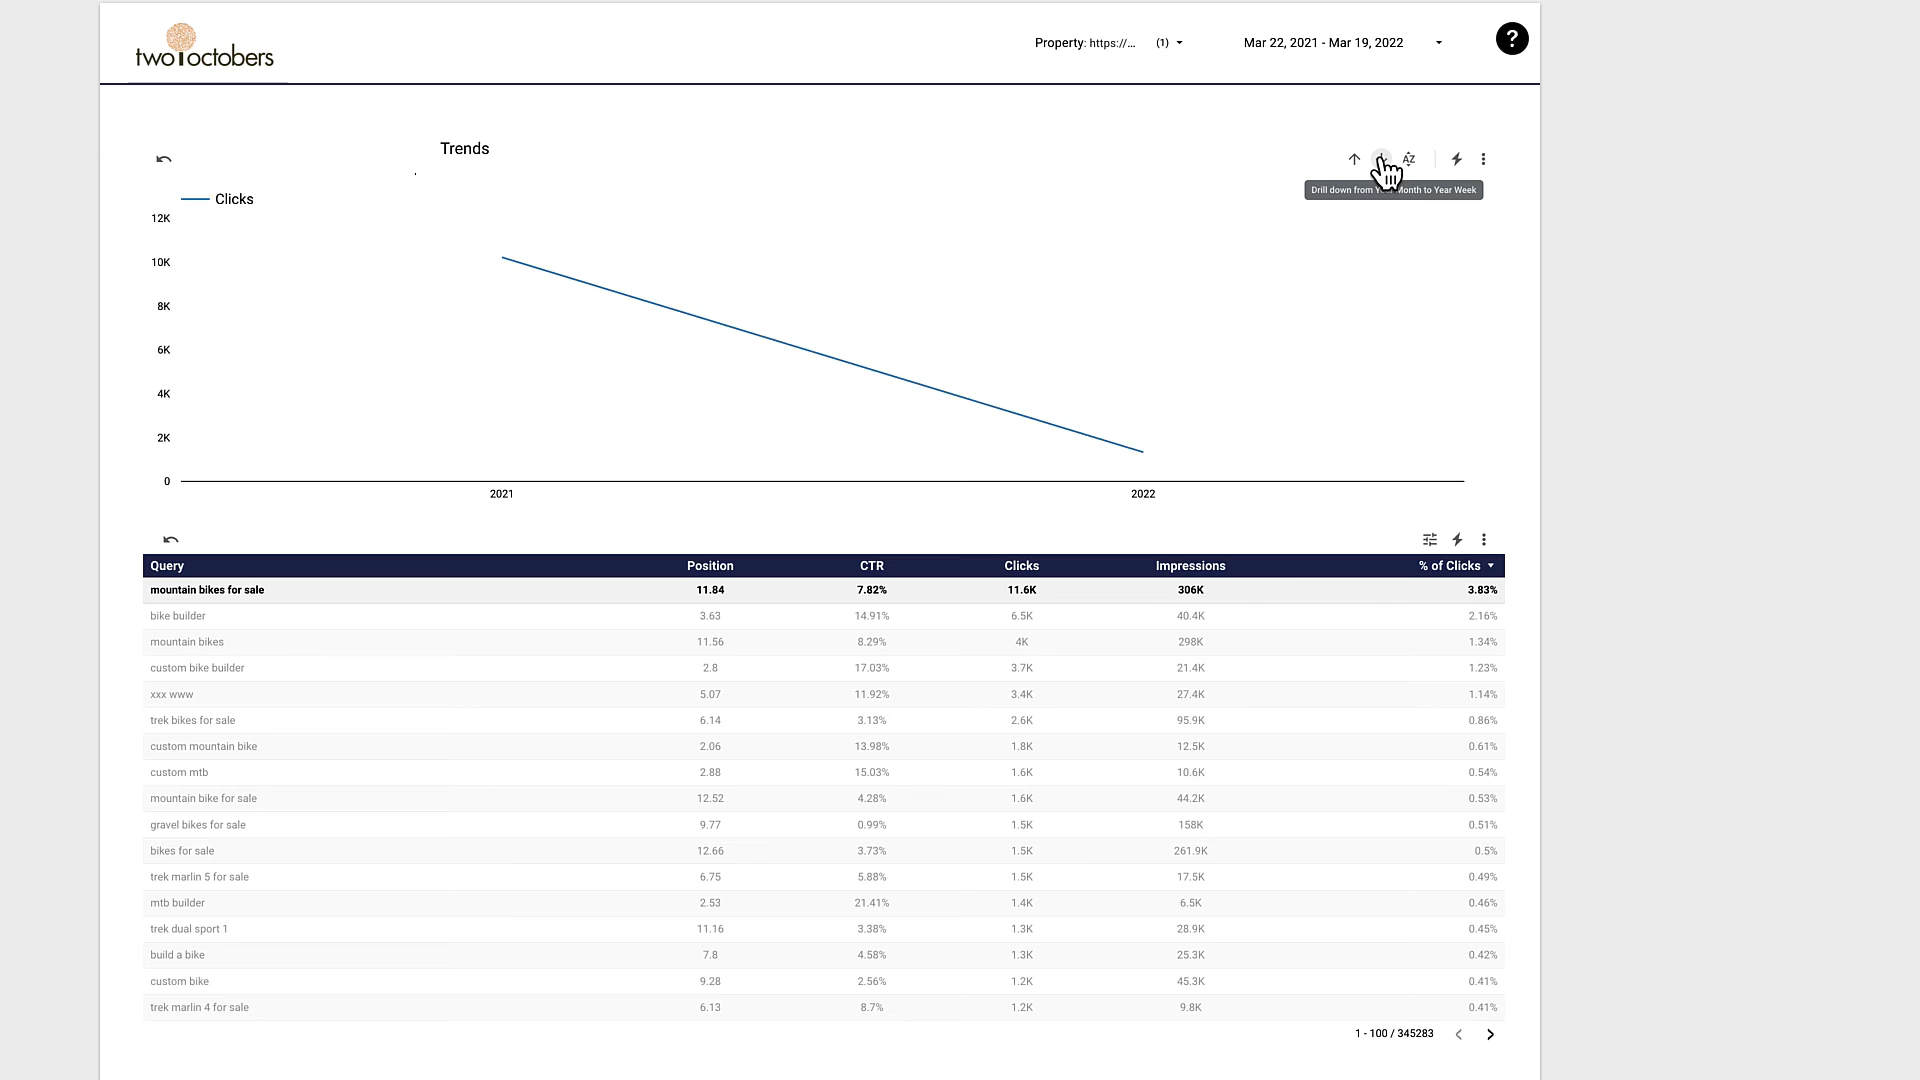 two octobers
Property: https://... (1)
Mar 22, 2021 - Mar 19, 2022
?
Trends
AZ
Drill down from Month to Year Week
Clicks
12K
10K
8K
6K
4K
2K
0
2021 2022
Query Position CTR Clicks Impressions % of Clicks
mountain bikes for sale 11.84 7.82% 11.6K 306K 3.83%
bike builder 3.63 14.91% 6.5K 40.4K 2.16%
mountain bikes 11.56 8.29% 4K 298K 1.34%
custom bike builder 2.8 17.03% 3.7K 21.4K 1.23%
xxx www 5.07 11.92% 3.4K 27.4K 1.14%
trek bikes for sale 6.14 3.13% 2.6K 95.9K 0.86%
custom mountain bike 2.06 13.98% 1.8K 12.5K 0.61%
custom mtb 2.88 15.03% 1.6K 10.6K 0.54%
mountain bike for sale 12.52 4.28% 1.6K 44.2K 0.53%
gravel bikes for sale 9.77 0.99% 1.5K 158K 0.51%
bikes for sale 12.66 3.73% 1.5K 261.9K 0.5%
trek marlin 5 for sale 6.75 5.88% 1.5K 17.5K 0.49%
mtb builder 2.53 21.41% 1.4K 6.5K 0.46%
trek dual sport 1 11.16 3.38% 1.3K 28.9K 0.45%
build a bike 7.8 4.58% 1.3K 25.3K 0.42%
custom bike 9.28 2.56% 1.2K 45.3K 0.41%
trek marlin 4 for sale 6.13 8.7% 1.2K 9.8K 0.41%
1 - 100 / 345283